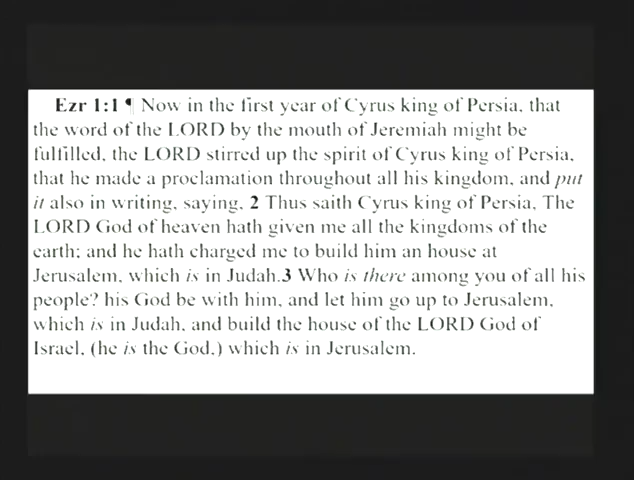 Ezr 1:1 ¶ Now in the first year of Cyrus king of Persia, that
the word of the LORD by the mouth of Jeremiah might be
fulfilled, the LORD stirred up the spirit of Cyrus king of Persia,
that he made a proclamation throughout all his kingdom, and put
it also in writing, saying, 2 Thus saith Cyrus king of Persia, The
LORD God of heaven hath given me all the kingdoms of the
earth; and he hath charged me to build him an house at
Jerusalem, which is in Judah.3 Who is there among you of all his
people? his God be with him, and let him go up to Jerusalem,
which is in Judah, and build the house of the LORD God of
Israel, (he is the God,) which is in Jerusalem.